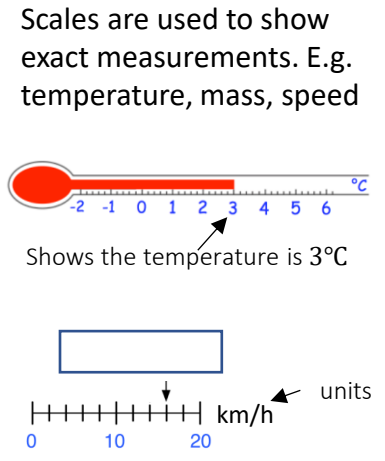 Scales are used to show
exact measurements. E.g.
temperature, mass, speed
°C
-2 -1 0 1 2 3 4 5 6
Shows the temperature is 3°C
units
km/h
0 10 20